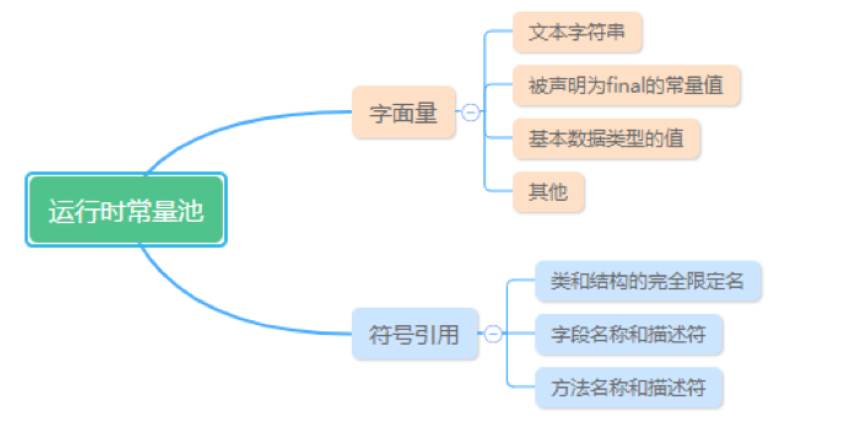 运行时常量池
字面量
文本字符串
被声明为final的常量值
基本数据类型的值
其他
符号引用
类和结构的完全限定名
字段名称和描述符
方法名称和描述符